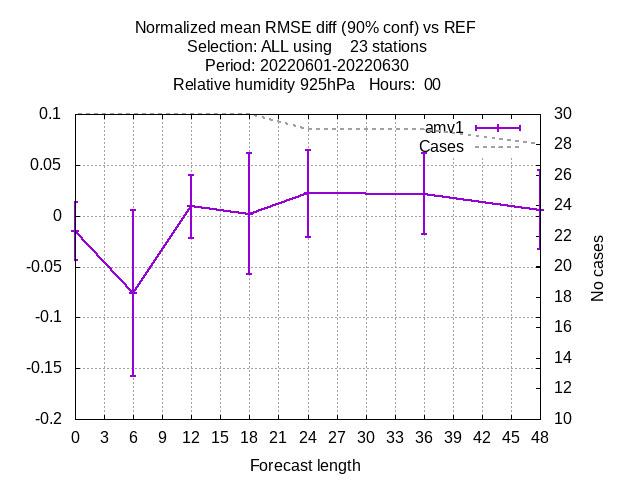 Normalized mean RMSE diff (90% conf) vs REF
Selection: ALL using    23 stations
Period: 20220601-20220630
Relative humidity 925hPa   Hours:  00
0.1
0.05
0
-0.05
-0.1
-0.15
-0.2
amv1
Cases
30
28
26
24
22
20
18
16
14
12
10
No cases
0 3 6 9 12 15 18 21 24 27 30 33 36 39 42 45 48
Forecast length